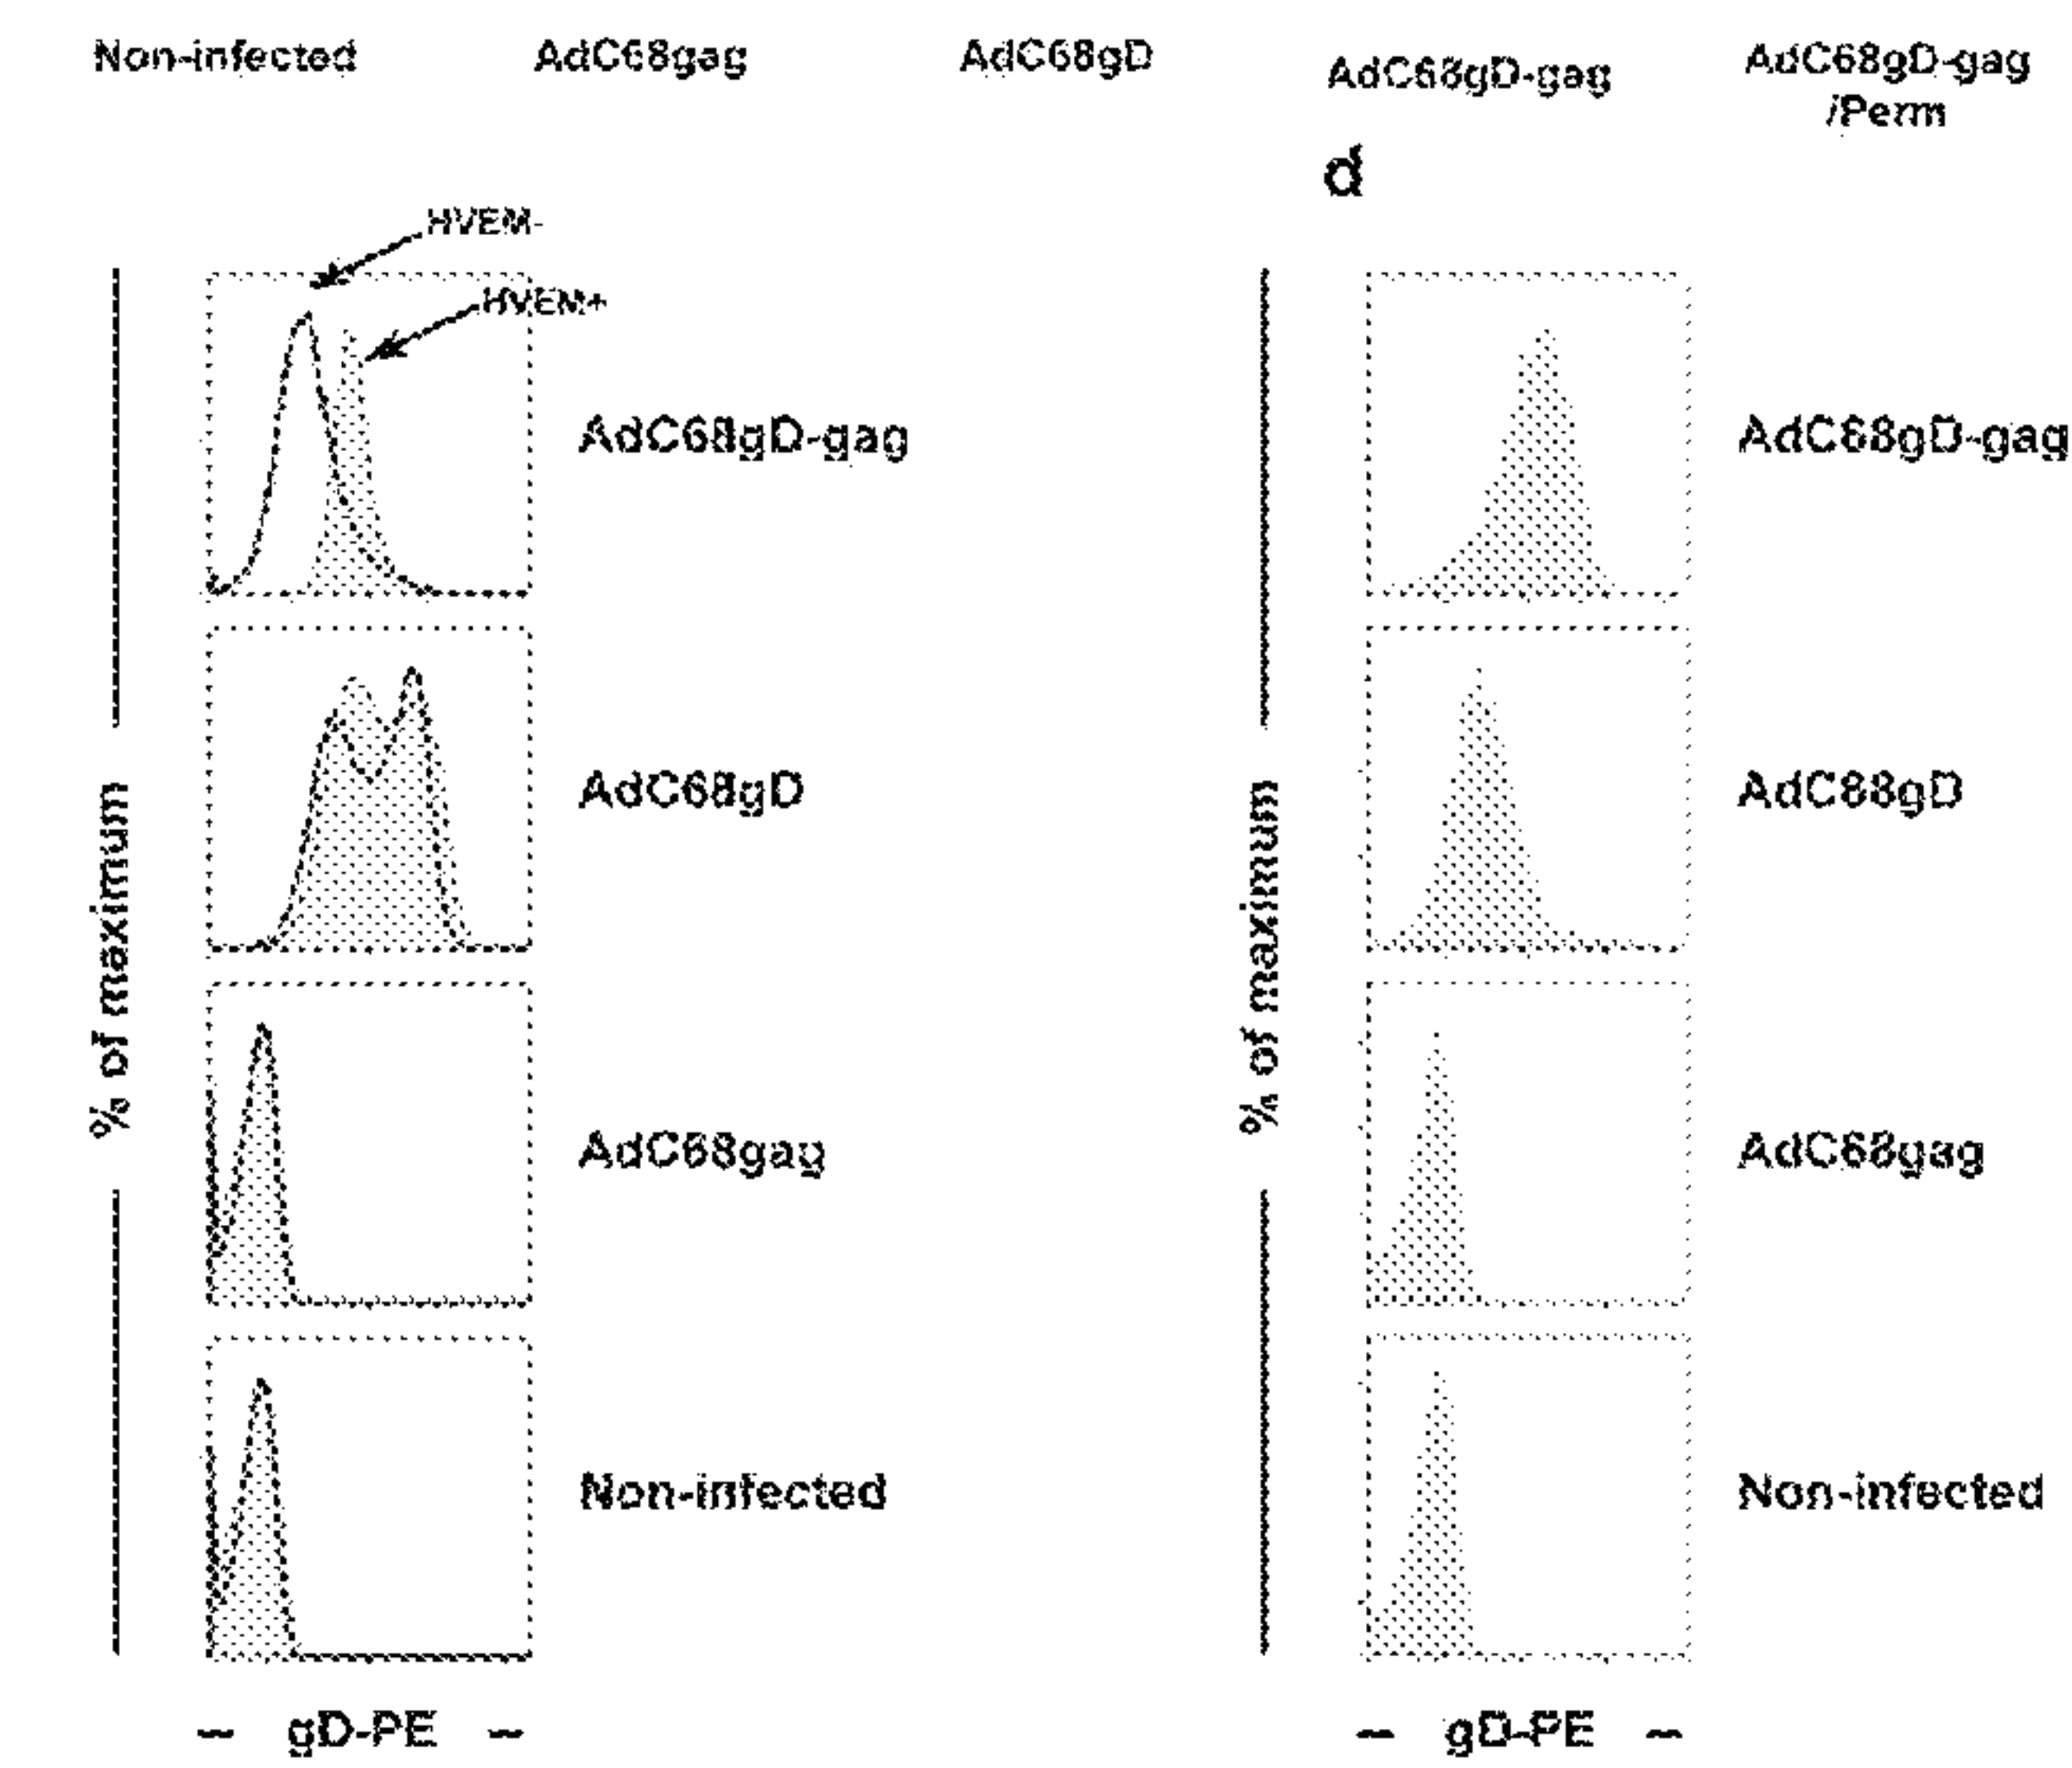 Non-infected AdC68gag AdC68gD AdC68gD-gag AdC68gD-gag
/Perm
d
HVEM-
HVEM+
AdC68gD-gag
AdC68gD
AdC68gag
Non-infected
% of maximum
gD-PE
AdC68gD-gag
AdC68gD
AdC68gag
Non-infected
% of maximum
gD-PE